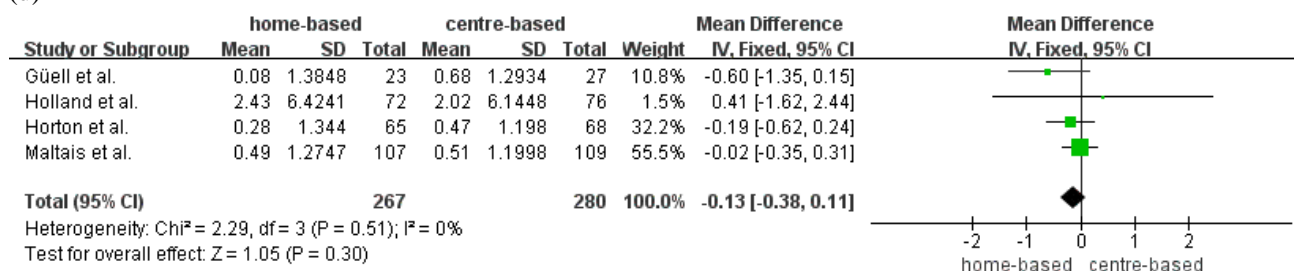 home-based centre-based Mean Difference Mean Difference
Study or Subgroup Mean SD Total Mean SD Total Weight IV, Fixed, 95% CI IV, Fixed, 95% CI
Güell et al. 0.08 1.3848 23 0.68 1.2934 27 10.8% -0.60 [-1.35, 0.15]
Holland et al. 2.43 6.4241 72 2.02 6.1448 76 1.5% 0.41 [-1.62, 2.44]
Horton et al. 0.28 1.344 65 0.47 1.198 68 32.2% -0.19 [-0.62, 0.24]
Maltais et al. 0.49 1.2747 107 0.51 1.1998 109 55.5% -0.02 [-0.35, 0.31]
Total (95% CI) 267 280 100.0% -0.13 [-0.38, 0.11]
Heterogeneity: Chi² = 2.29, df = 3 (P = 0.51); I² = 0%
Test for overall effect: Z = 1.05 (P = 0.30)
-2 -1 0 1 2
home-based centre-based